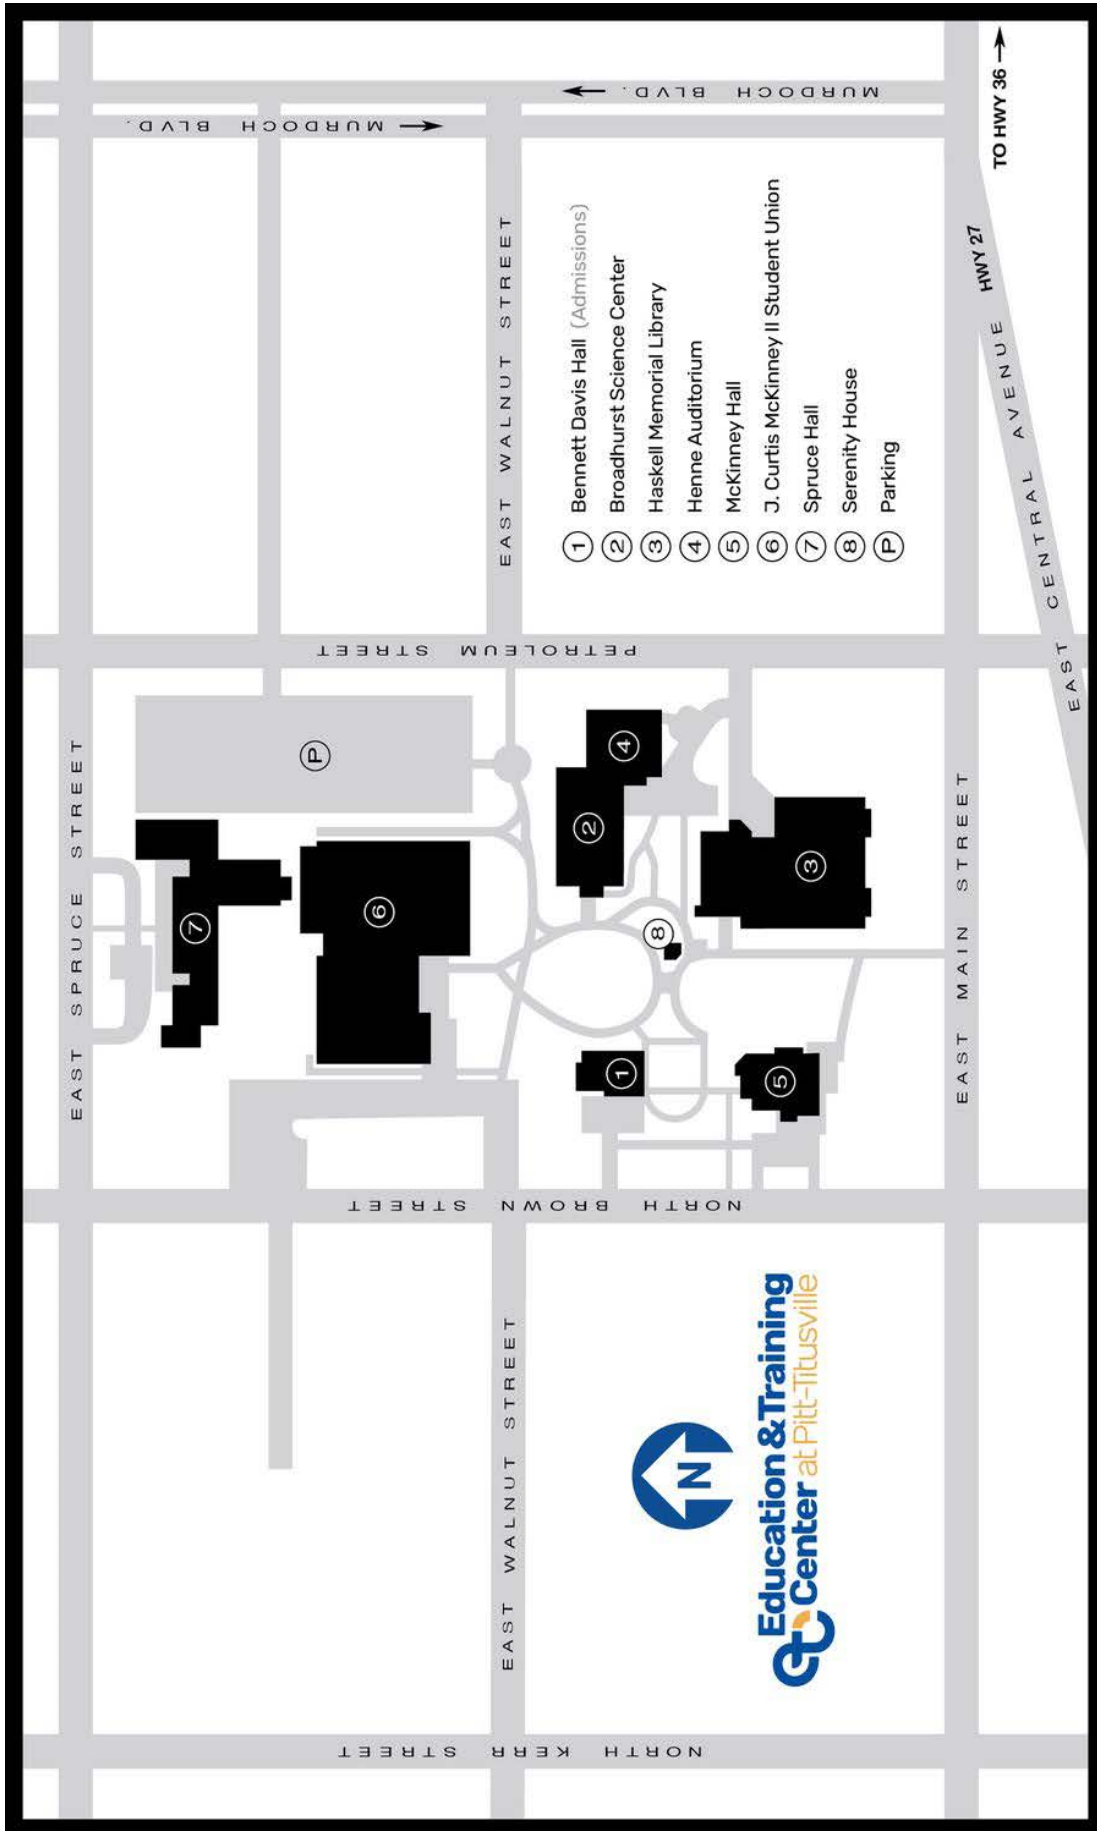 EAST SPRUCE STREET
MURDOCH BLVD.
MURDOCH BLVD.
EAST WALNUT STREET
EAST WALNUT STREET
NORTH KERR STREET
NORTH BROWN STREET
PETROLEUM STREET
EAST MAIN STREET
EAST CENTRAL AVENUE HWY 27
TO HWY 36
P
7
6
1
2
4
8
3
5
1 Bennett Davis Hall (Admissions)
2 Broadhurst Science Center
3 Haskell Memorial Library
4 Henne Auditorium
5 McKinney Hall
6 J. Curtis McKinney II Student Union
7 Spruce Hall
8 Serenity House
P Parking
N
etc Education & Training
Center at Pitt-Titusville